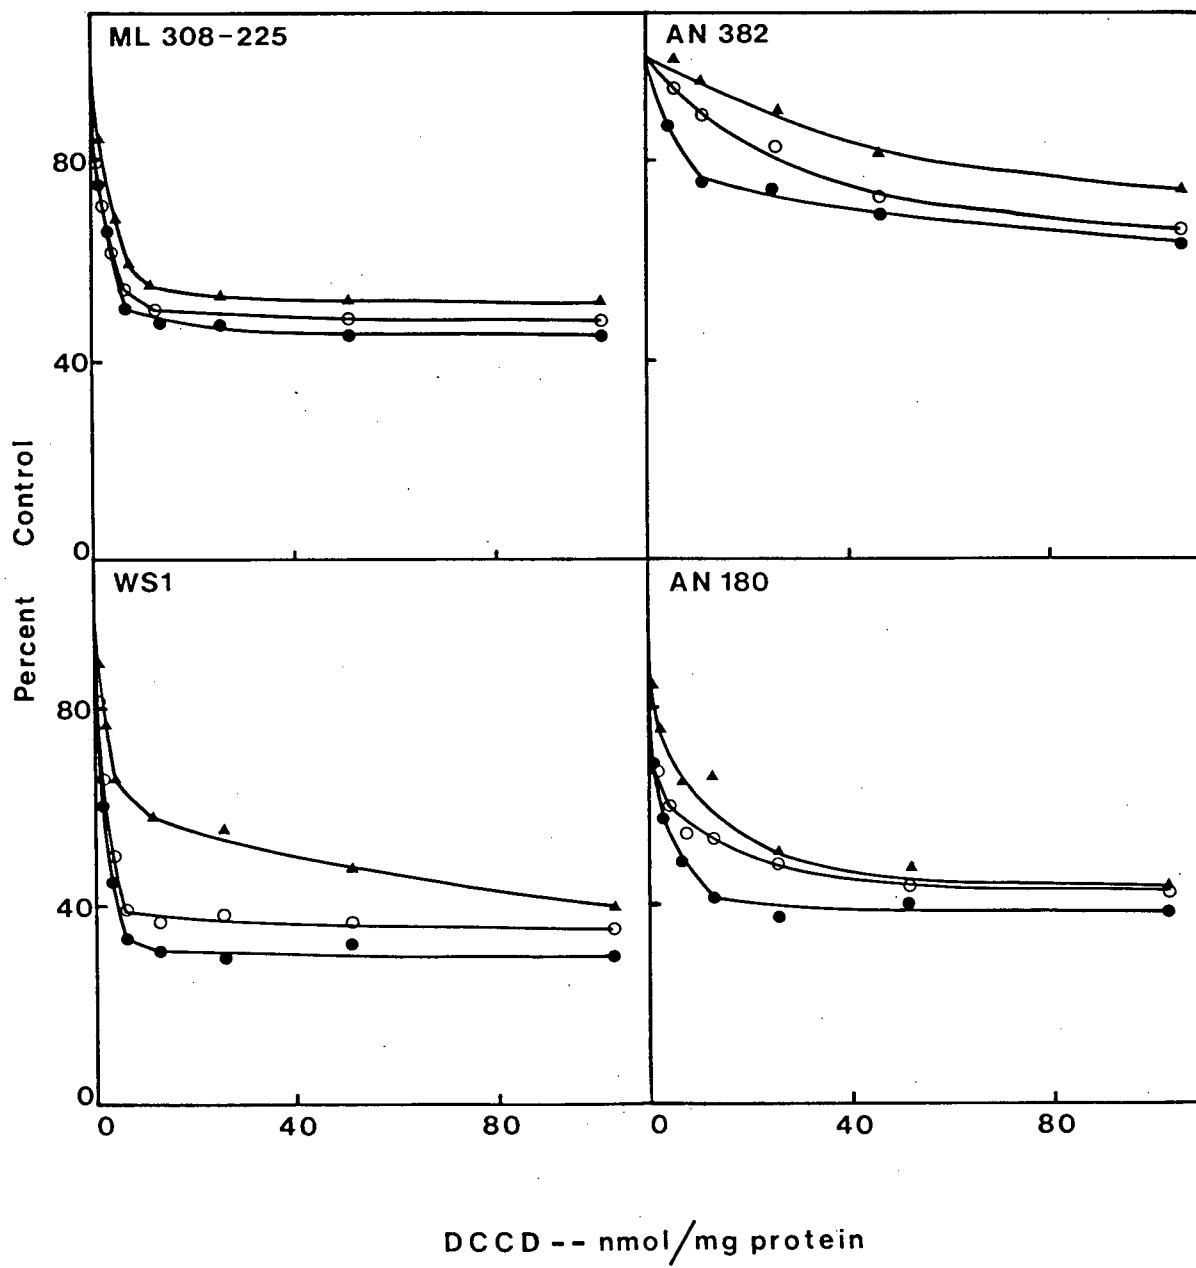 ML 308-225
AN 382
80
40
0
Percent Control
WS1
AN 180
80
40
0
0 40 80
0 40 80
DCCD -- nmol/mg protein